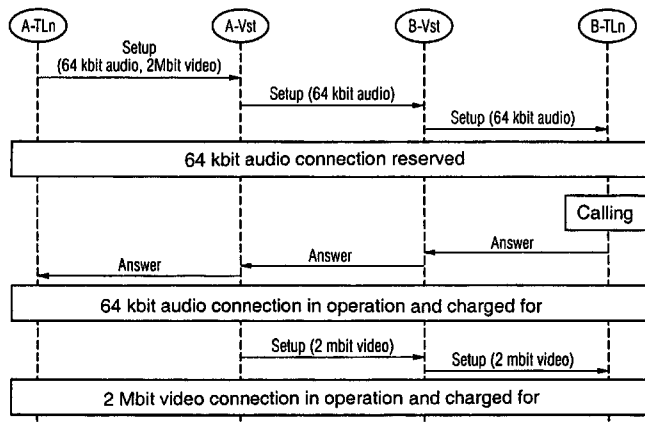 A-TLn A-Vst B-Vst B-TLn
Setup
(64 kbit audio, 2Mbit video)
Setup (64 kbit audio)
Setup (64 kbit audio)
64 kbit audio connection reserved
Calling
Answer
Answer
Answer
64 kbit audio connection in operation and charged for
Setup (2 mbit video)
Setup (2 mbit video)
2 Mbit video connection in operation and charged for